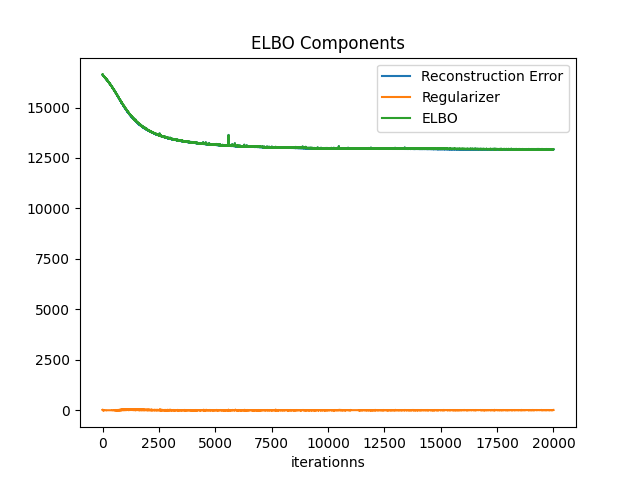 ELBO Components
Reconstruction Error
Regularizer
ELBO
15000
12500
10000
7500
5000
2500
0
0 2500 5000 7500 10000 12500 15000 17500 20000
iterationns